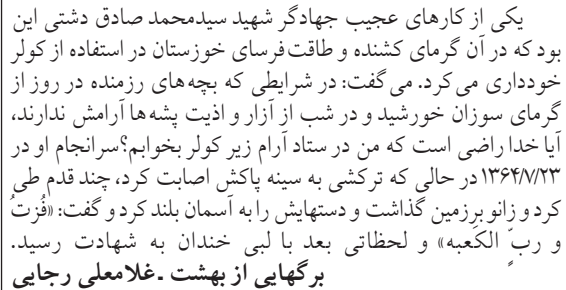 یکی از کارهای عجیب جهادگر شهید سیدمحمد صادق دشتی این
بود که در آن گرمای کشنده و طاقت‌فرسای خوزستان در استفاده از کولر
خودداری می‌کرد. می‌گفت: در شرایطی که بچه‌های رزمنده در روز از
گرمای سوزان خورشید و در شب از آزار و اذیت پشه‌ها آرامش ندارند،
آیا خدا راضی است که من در ستاد آرام زیر کولر بخوابم؟سرانجام او در
۱۳۶۴/۷/۲۳ در حالی که ترکشی به سینه پاکش اصابت کرد، چند قدم طی
کرد و زانو برزمین گذاشت و دستهایش را به آسمان بلند کرد و گفت: «فُزتُ
و ربِّ الکَعبه» و لحظاتی بعد با لبی خندان به شهادت رسید.
برگهایی از بهشت ـ غلامعلی رجایی